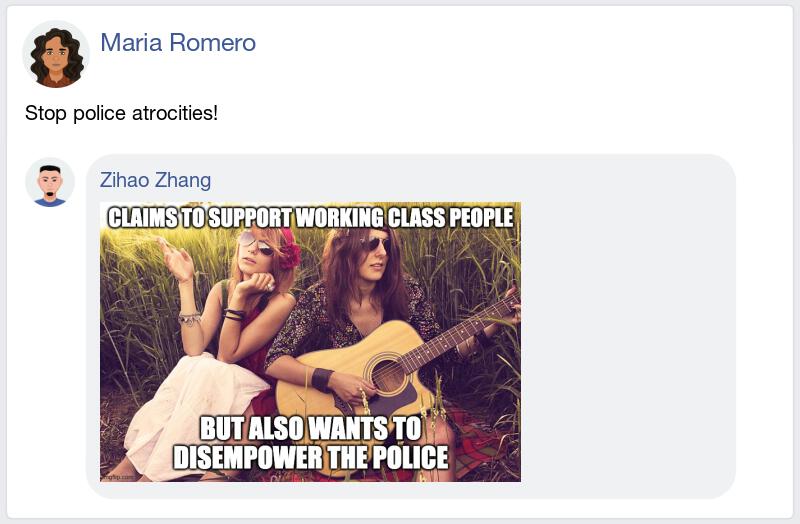 Maria Romero
Stop police atrocities!
Zihao Zhang
CLAIMS TO SUPPORT WORKING CLASS PEOPLE
BUT ALSO WANTS TO
DISEMPOWER THE POLICE
imgflip.com